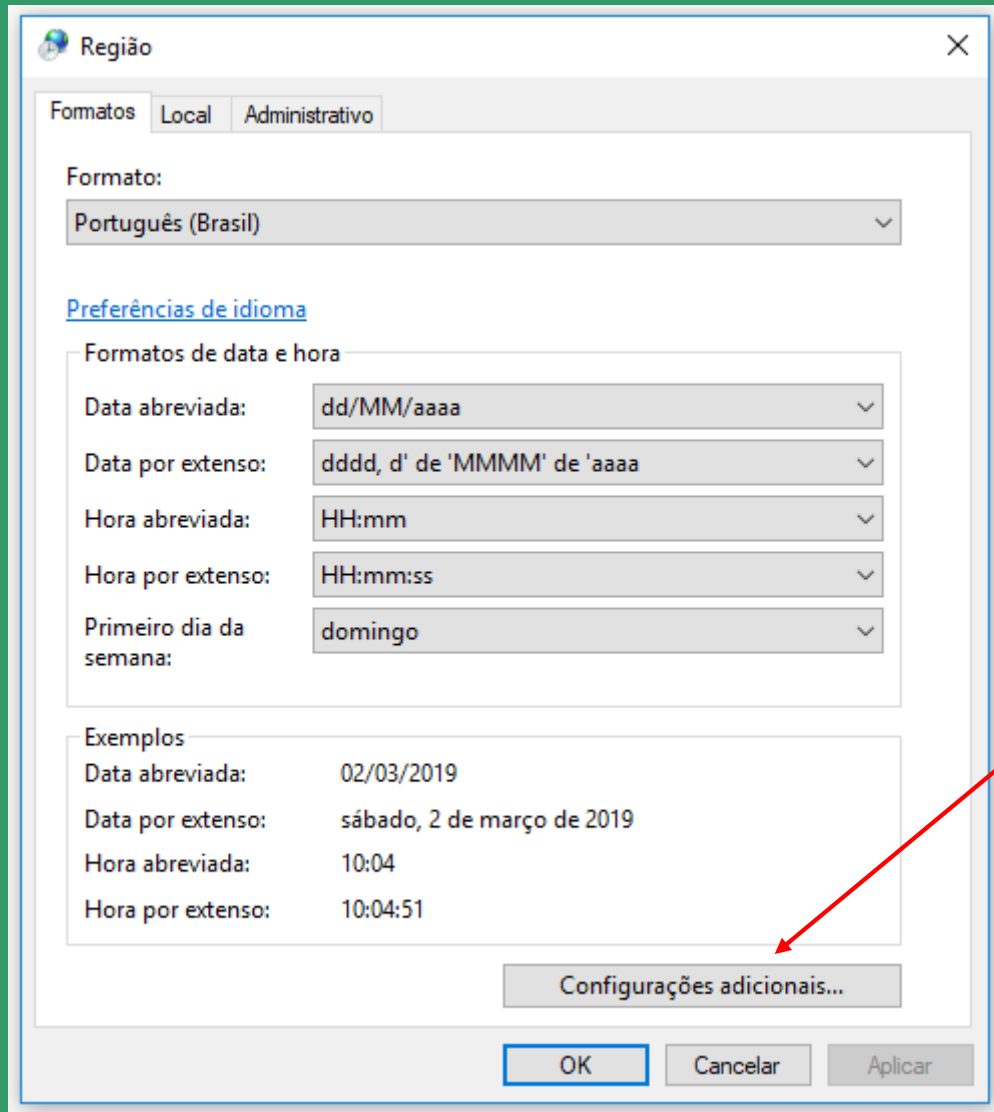 Região
Formatos Local Administrativo
Formato:
Português (Brasil)
Preferências de idioma
Formatos de data e hora
Data abreviada: dd/MM/aaaa
Data por extenso: dddd, d' de 'MMMM' de 'aaaa
Hora abreviada: HH:mm
Hora por extenso: HH:mm:ss
Primeiro dia da
semana: domingo
Exemplos
Data abreviada: 02/03/2019
Data por extenso: sábado, 2 de março de 2019
Hora abreviada: 10:04
Hora por extenso: 10:04:51
Configurações adicionais...
OK Cancelar Aplicar